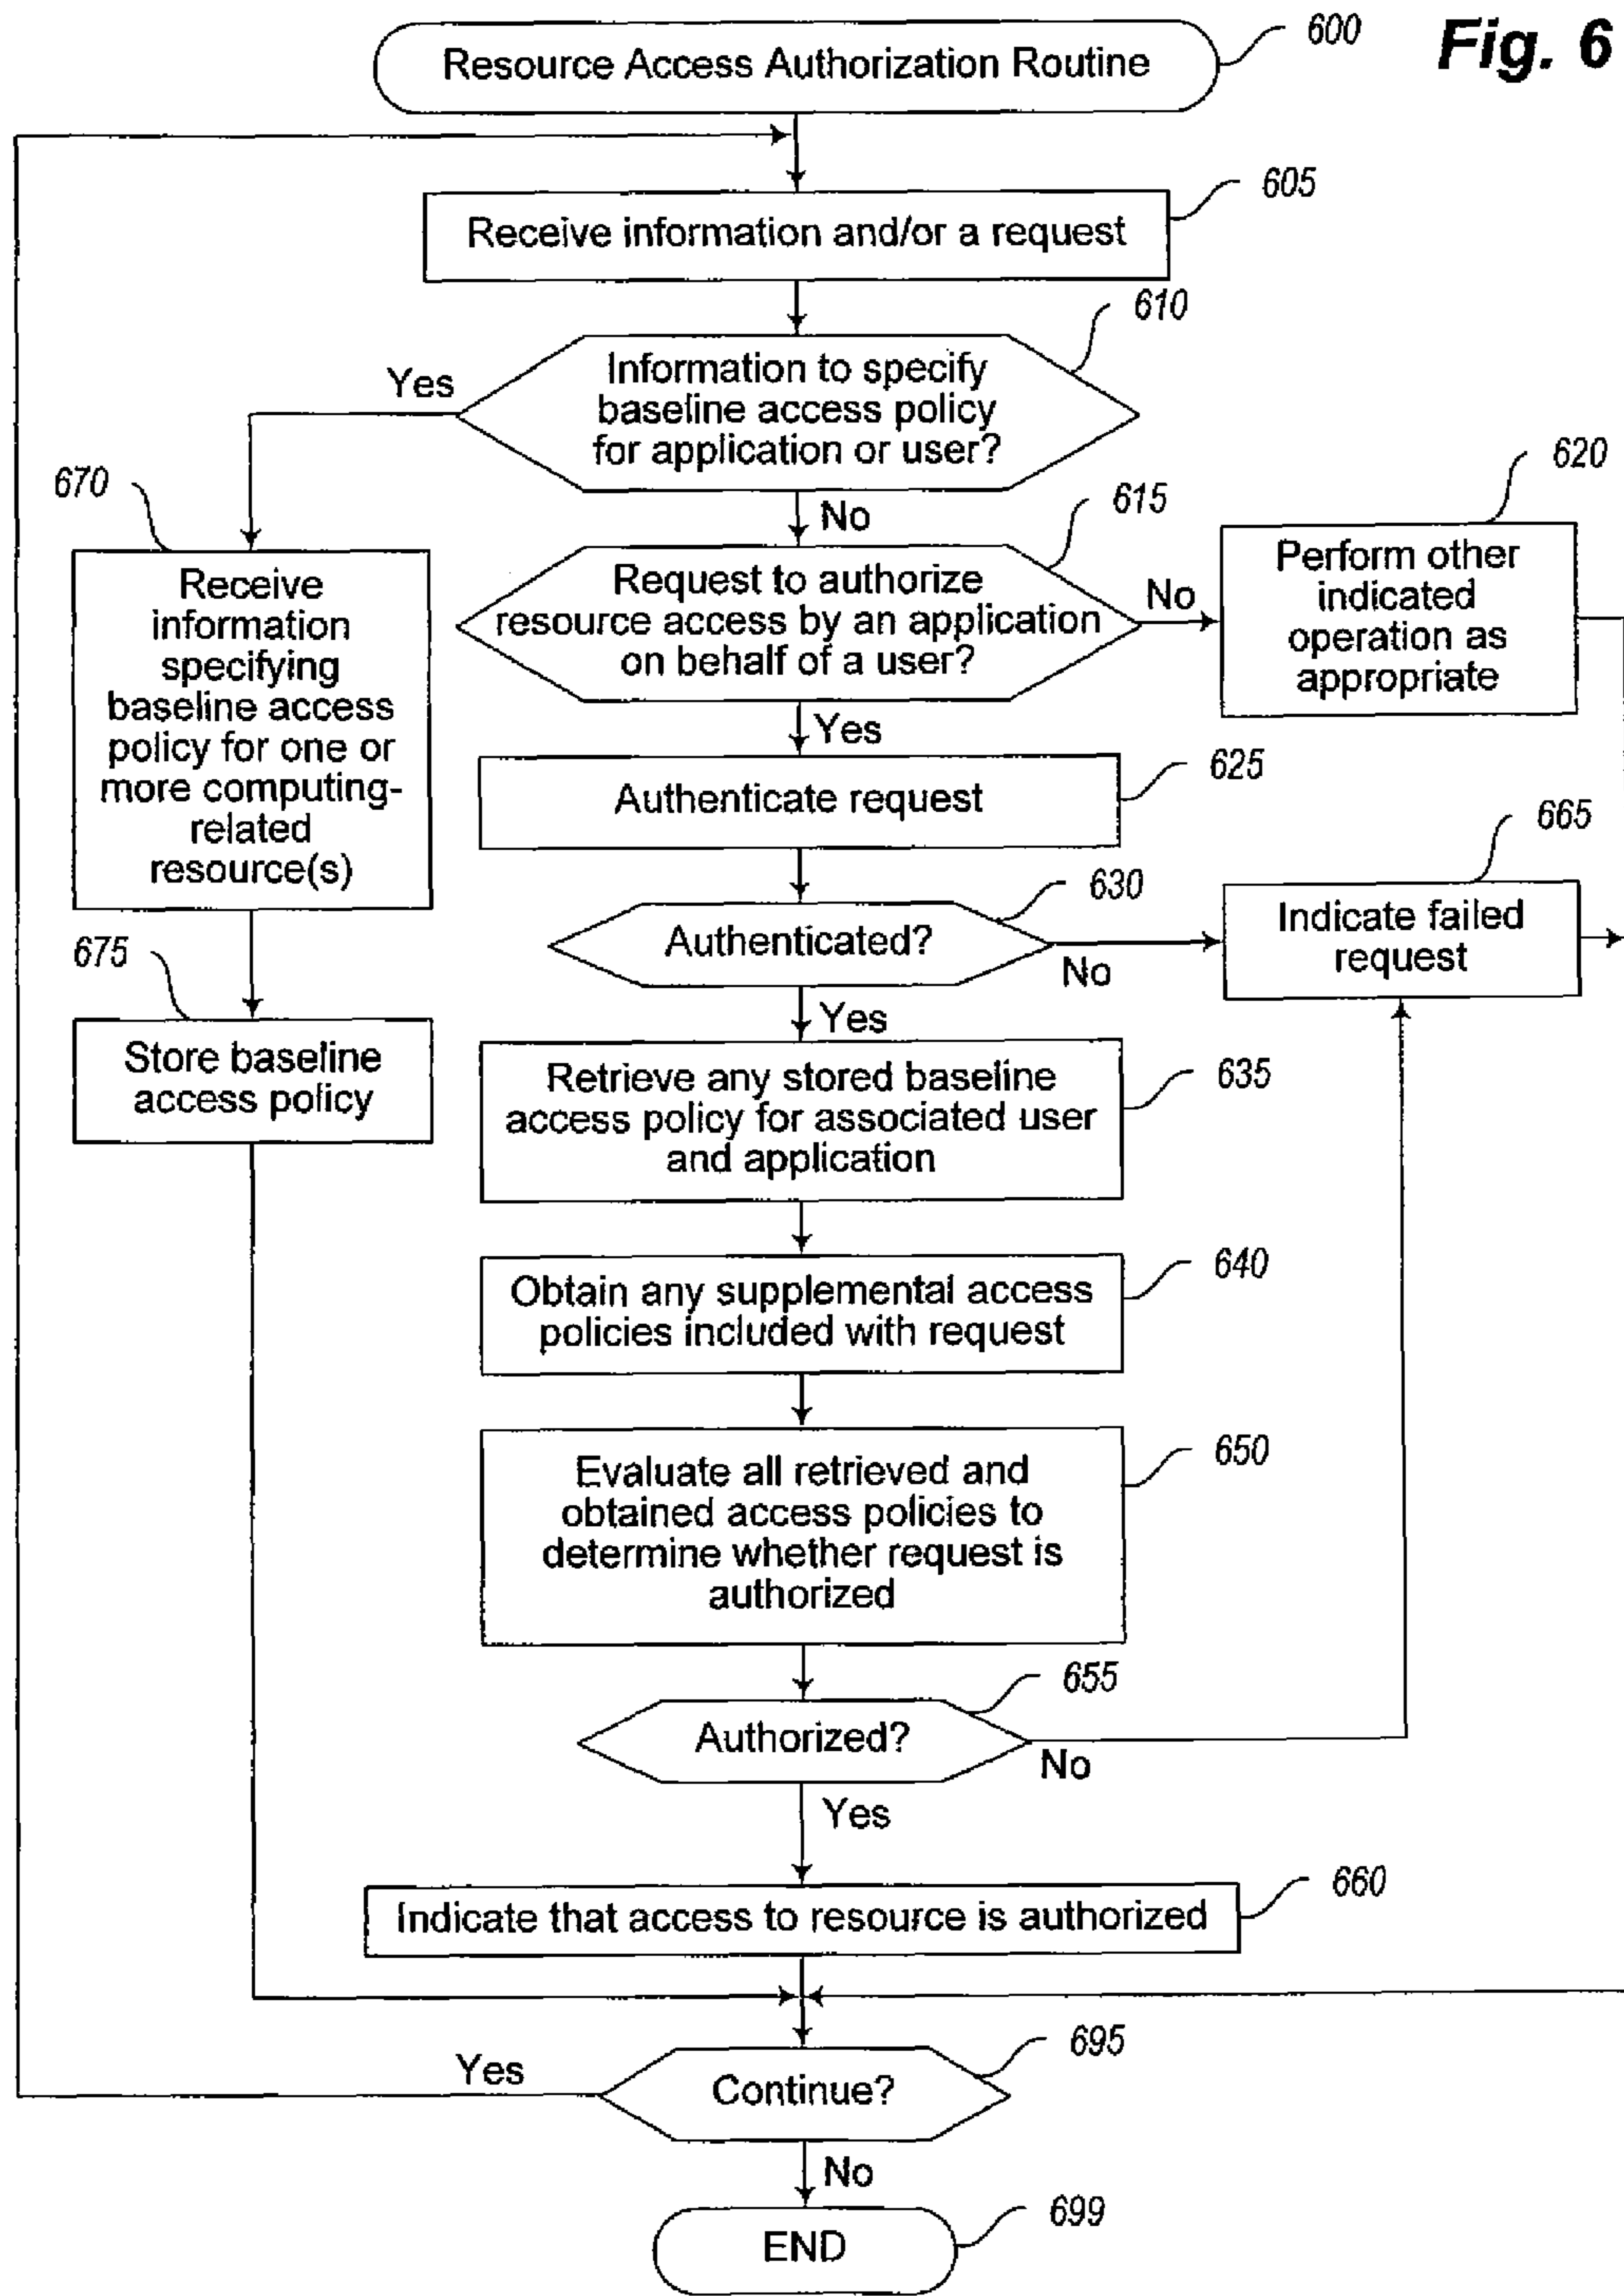 Fig. 6
Resource Access Authorization Routine
600
Receive information and/or a request
605
Information to specify
baseline access policy
for application or user?
610
Yes
No
670
Receive
information
specifying
baseline access
policy for one or
more computing-
related
resource(s)
Request to authorize
resource access by an application
on behalf of a user?
615
No
Yes
620
Perform other
indicated
operation as
appropriate
Authenticate request
625
Authenticated?
630
No
Yes
665
Indicate failed
request
675
Store baseline
access policy
Retrieve any stored baseline
access policy for associated user
and application
635
Obtain any supplemental access
policies included with request
640
Evaluate all retrieved and
obtained access policies to
determine whether request is
authorized
650
Authorized?
655
No
Yes
Indicate that access to resource is authorized
660
Continue?
695
Yes
No
END
699